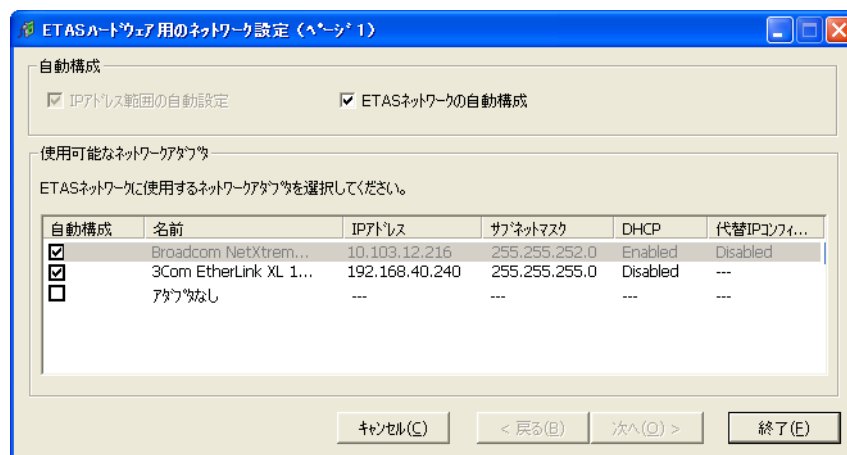 ETASハードウェア用のネットワーク設定（ページ1）
自動構成
IPアドレス範囲の自動設定
ETASネットワークの自動構成
使用可能なネットワークアダプタ
ETASネットワークに使用するネットワークアダプタを選択してください。
自動構成 名前 IPアドレス サブネットマスク DHCP 代替IPコンフィ...
Broadcom NetXtrem... 10.103.12.216 255.255.252.0 Enabled Disabled
3Com EtherLink XL 1... 192.168.40.240 255.255.255.0 Disabled ---
アダプタなし --- --- --- ---
キャンセル(C) < 戻る(B) 次へ(O) > 終了(F)